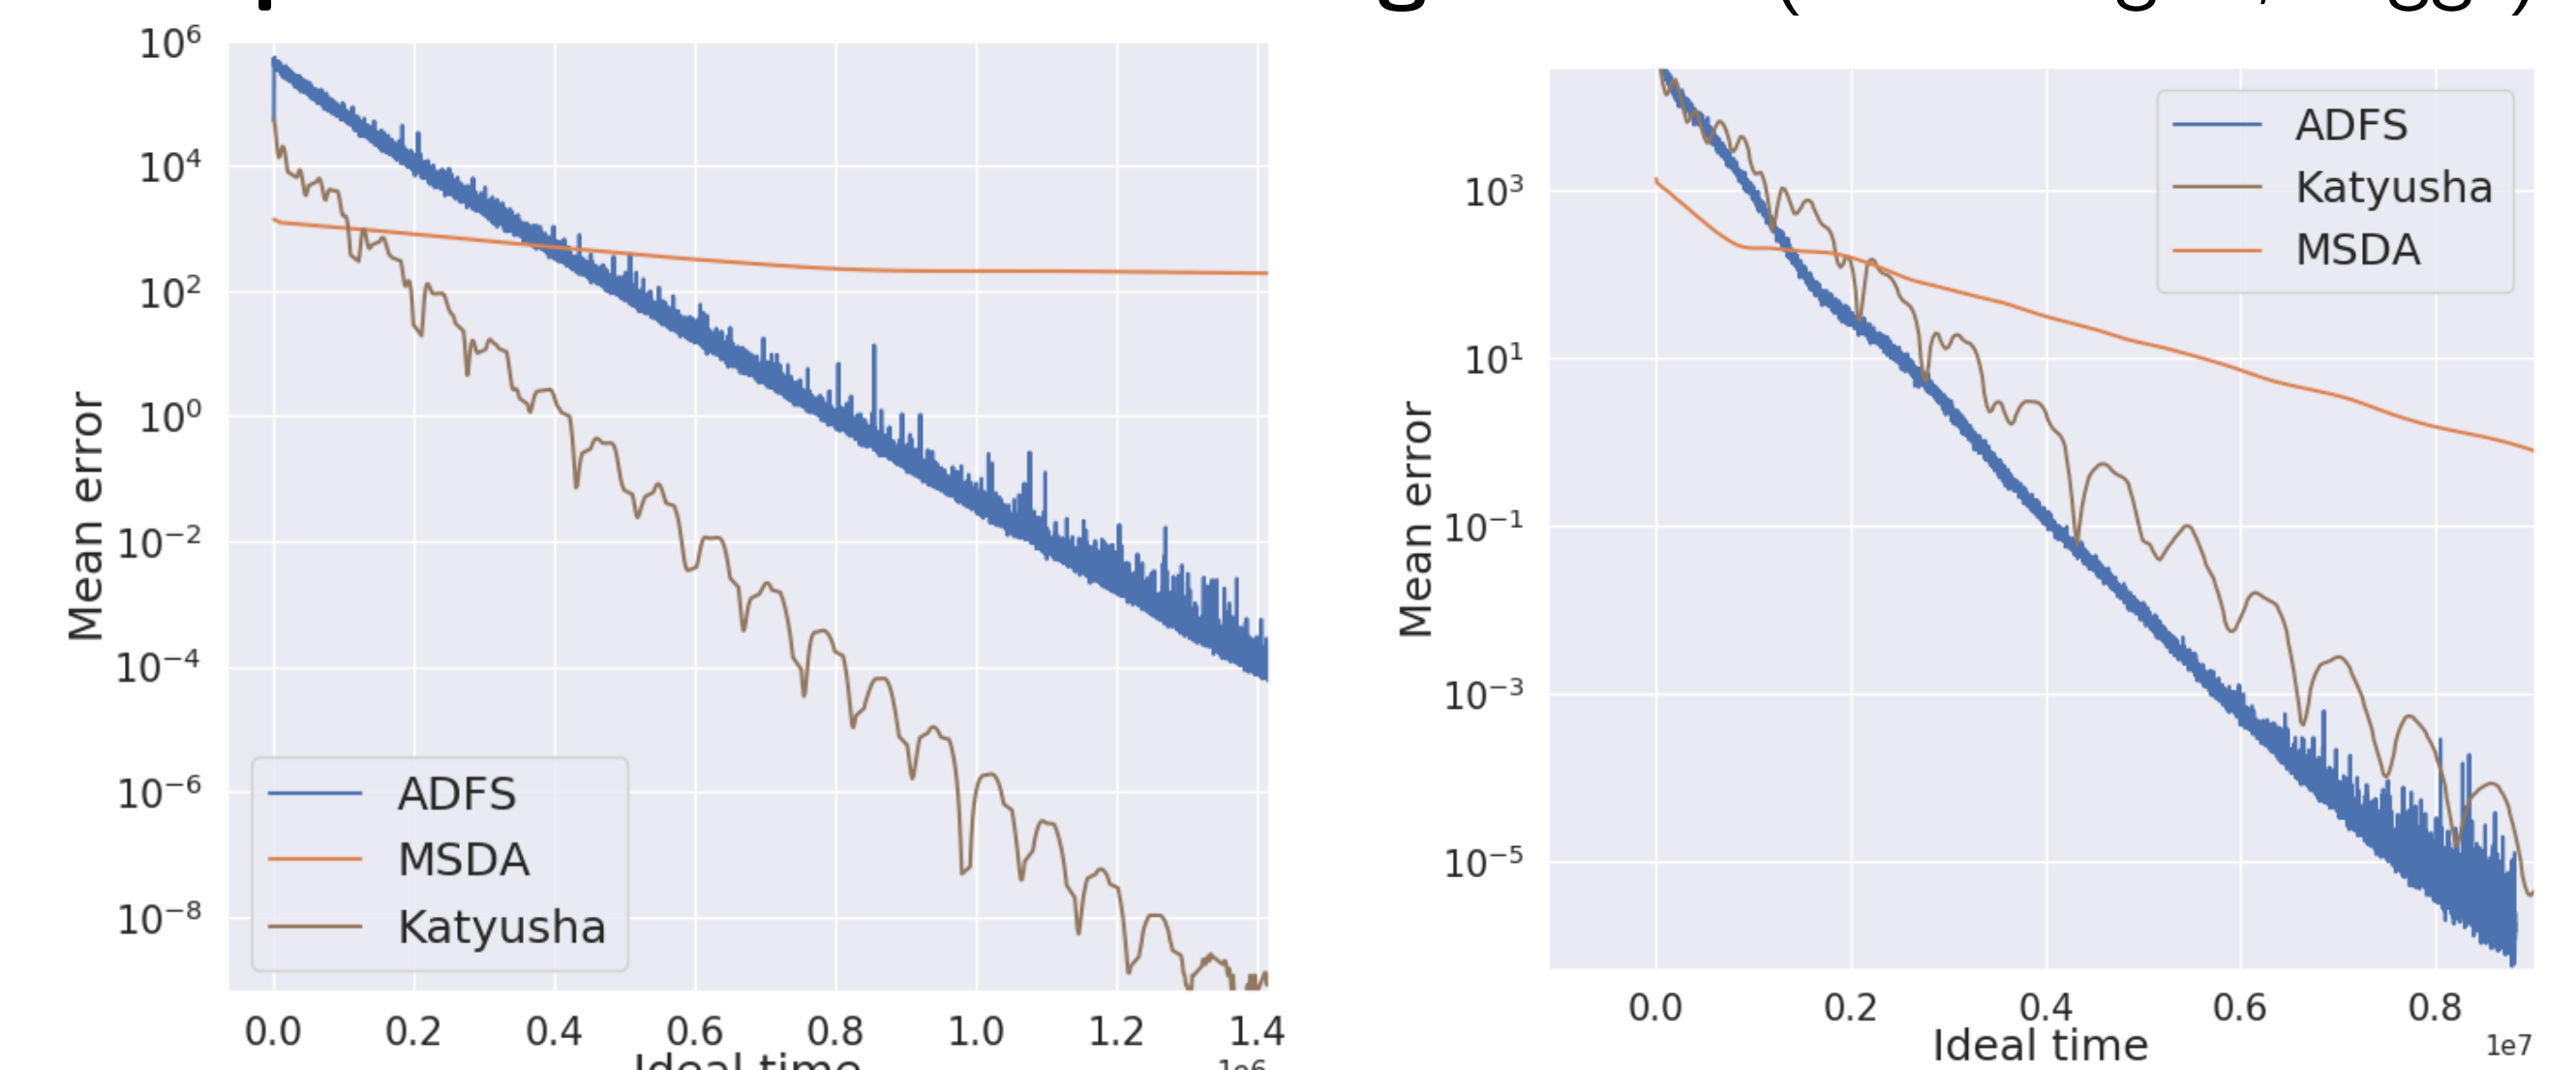 10⁶
10⁴
10²
10⁰
10⁻²
10⁻⁴
10⁻⁶
10⁻⁸
Mean error
ADFS
MSDA
Katyusha
0.0 0.2 0.4 0.6 0.8 1.0 1.2 1.4
Ideal time
1e6
10³
10¹
10⁻¹
10⁻³
10⁻⁵
Mean error
ADFS
Katyusha
MSDA
0.0 0.2 0.4 0.6 0.8
Ideal time
1e7